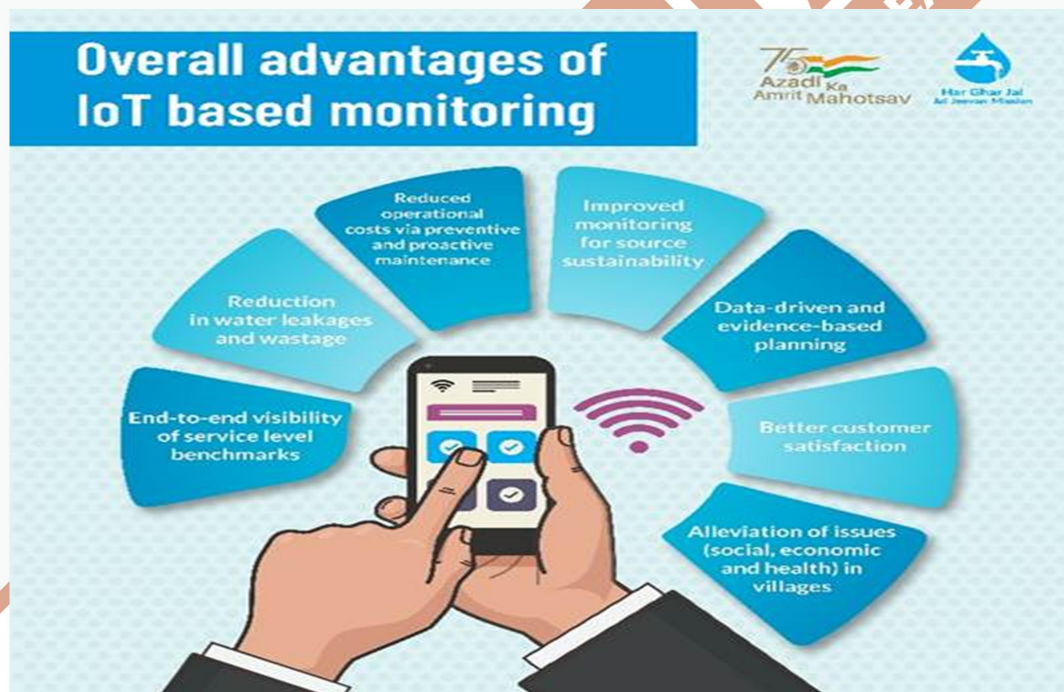 Overall advantages of
IoT based monitoring
75
Azadi Ka
Amrit Mahotsav
Har Ghar Jal
Jal Jeevan Mission
End-to-end visibility
of service level
benchmarks
Reduction
in water leakages
and wastage
Reduced
operational
costs via preventive
and proactive
maintenance
Improved
monitoring
for source
sustainability
Data-driven and
evidence-based
planning
Better customer
satisfaction
Alleviation of issues
(social, economic
and health) in
villages